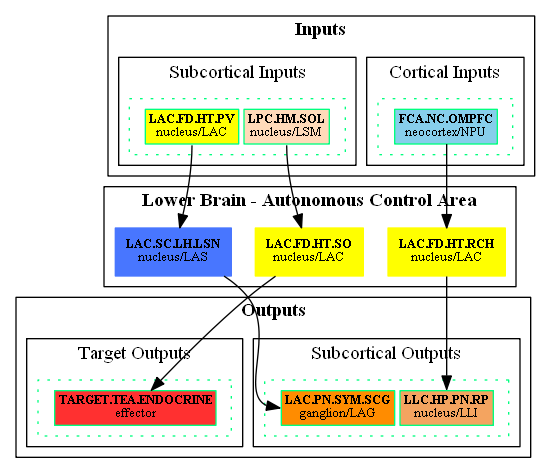 Inputs
Subcortical Inputs
Cortical Inputs
LAC.FD.HT.PV
nucleus/LAC
LPC.HM.SOL
nucleus/LSM
FCA.NC.OMPFC
neocortex/NPU
Lower Brain - Autonomous Control Area
LAC.SC.LH.LSN
nucleus/LAS
LAC.FD.HT.SO
nucleus/LAC
LAC.FD.HT.RCH
nucleus/LAC
Outputs
Target Outputs
Subcortical Outputs
TARGET.TEA.ENDOCRINE
effector
LAC.PN.SYM.SCG
ganglion/LAG
LLC.HP.PN.RP
nucleus/LLI